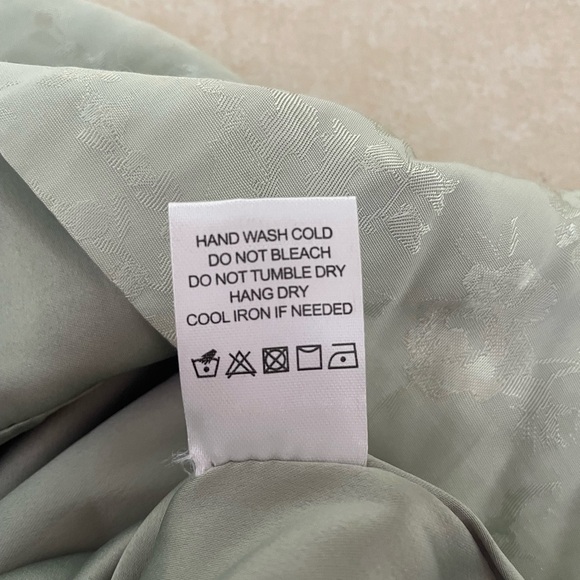 HAND WASH COLD
DO NOT BLEACH
DO NOT TUMBLE DRY
HANG DRY
COOL IRON IF NEEDED